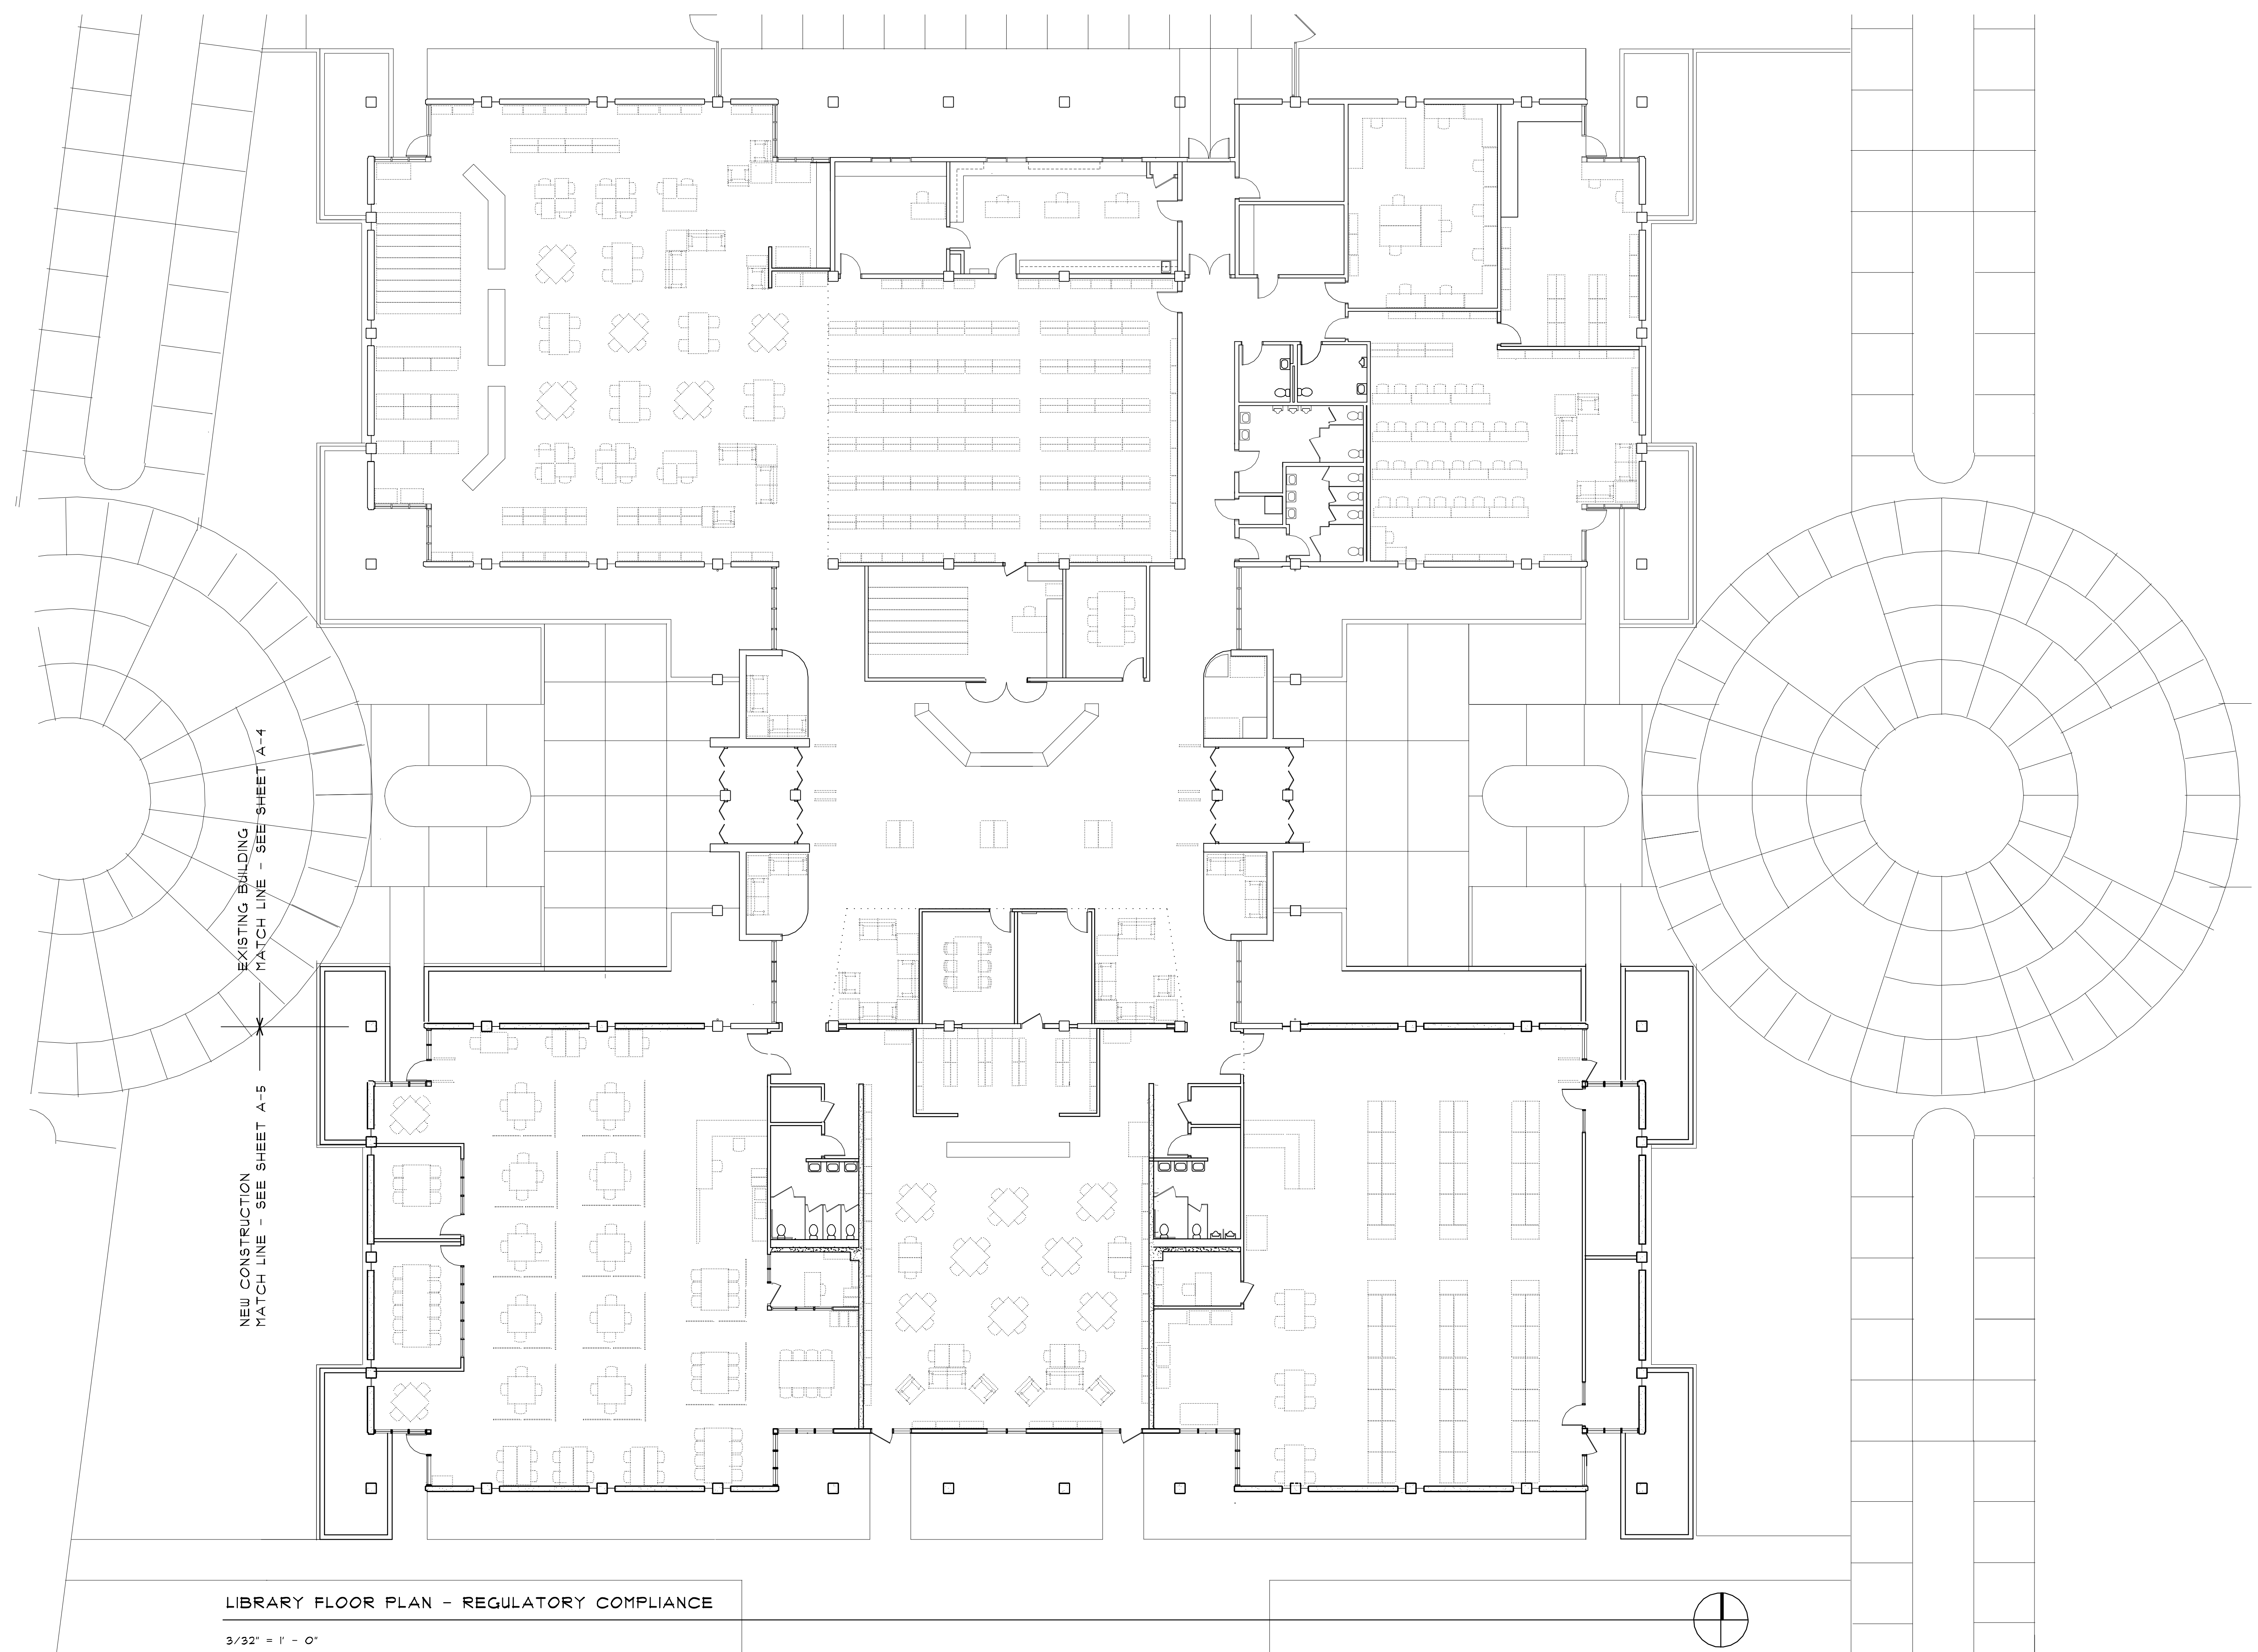 EXISTING BUILDING
MATCH LINE - SEE SHEET A-4
NEW CONSTRUCTION
MATCH LINE - SEE SHEET A-5
LIBRARY FLOOR PLAN - REGULATORY COMPLIANCE
3/32" = 1' - 0"